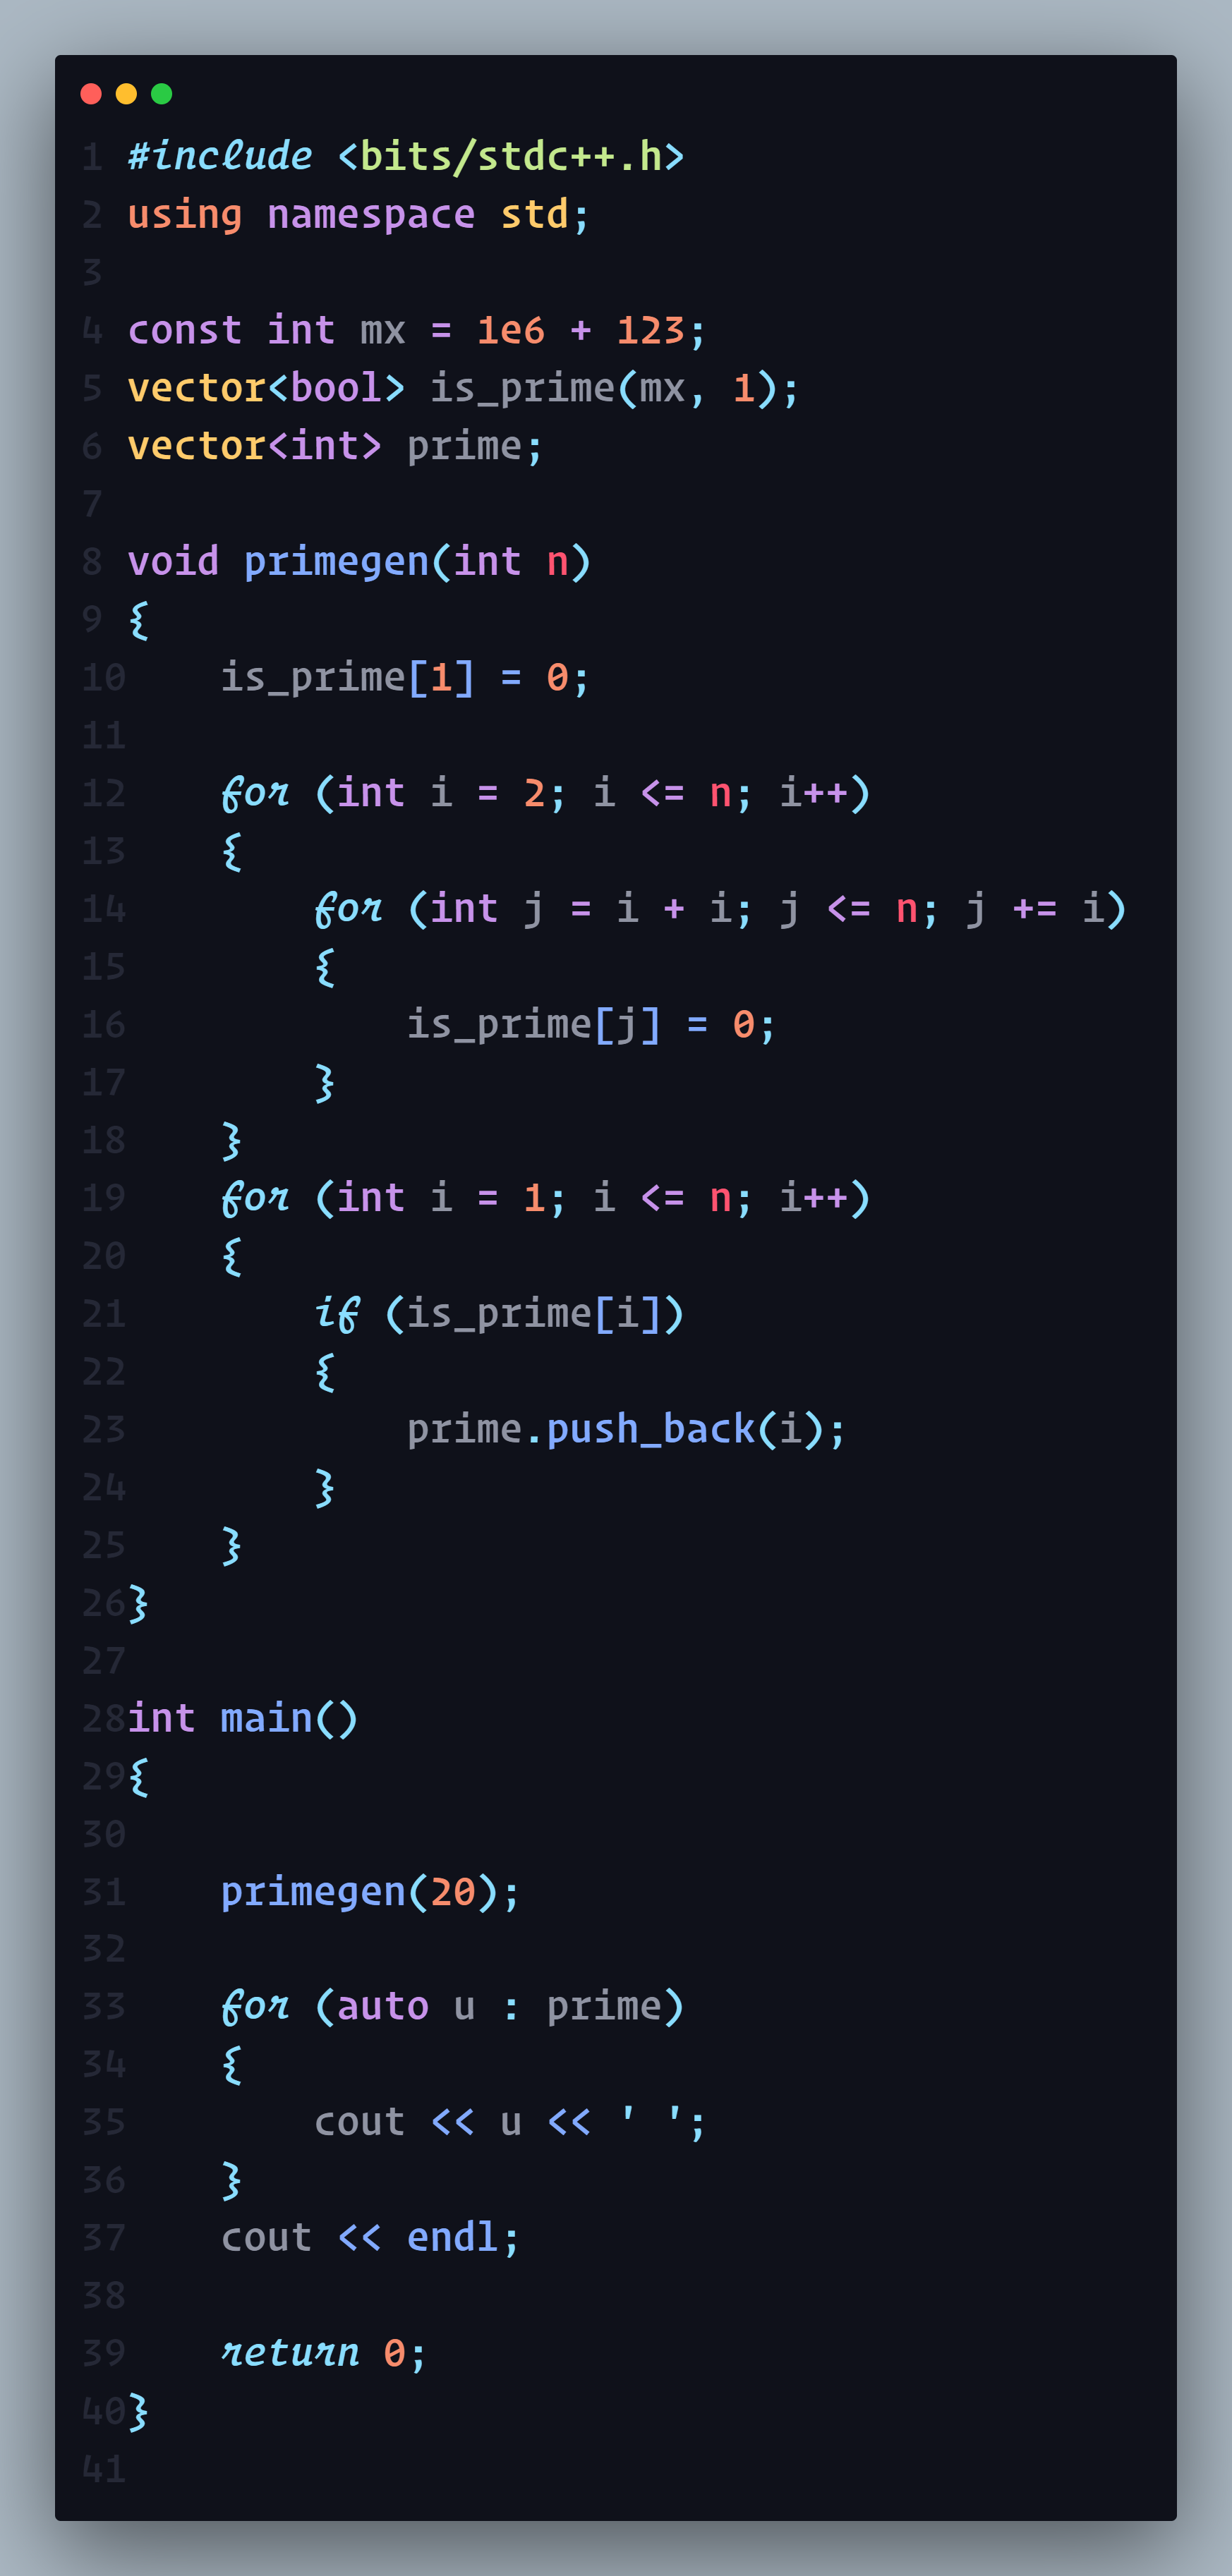 1 #include <bits/stdc++.h>
2 using namespace std;
3
4 const int mx = 1e6 + 123;
5 vector<bool> is_prime(mx, 1);
6 vector<int> prime;
7
8 void primegen(int n)
9 {
10    is_prime[1] = 0;
11
12    for (int i = 2; i <= n; i++)
13    {
14        for (int j = i + i; j <= n; j += i)
15        {
16            is_prime[j] = 0;
17        }
18    }
19    for (int i = 1; i <= n; i++)
20    {
21        if (is_prime[i])
22        {
23            prime.push_back(i);
24        }
25    }
26}
27
28int main()
29{
30
31    primegen(20);
32
33    for (auto u : prime)
34    {
35        cout << u << ' ';
36    }
37    cout << endl;
38
39    return 0;
40}
41